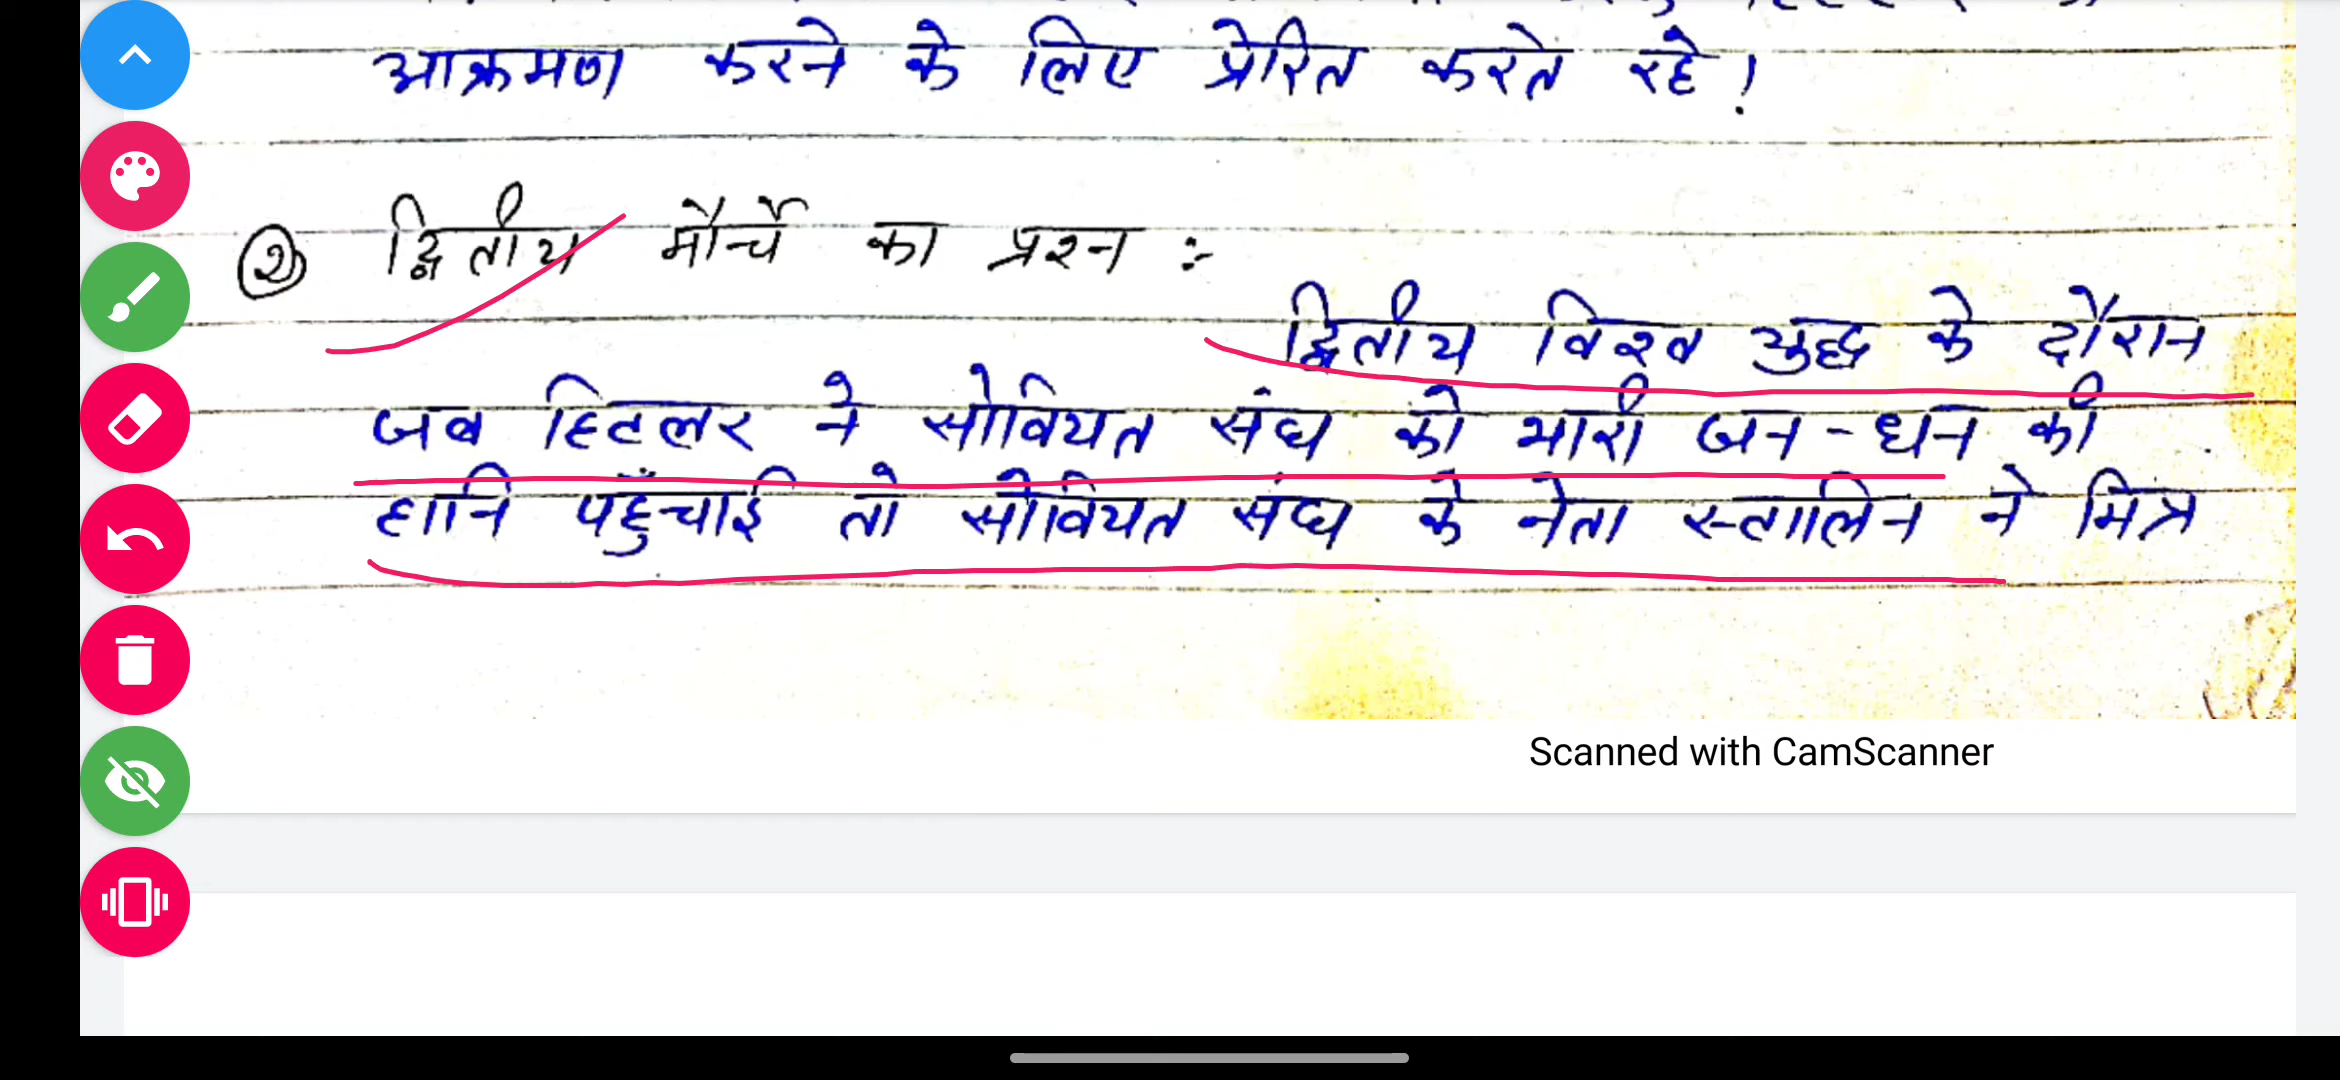 आक्रमण करने के लिए प्रेरित करते रहे!
② द्वितीय मौर्चे का प्रश्न :-
द्वितीय विश्व युद्ध के दौरान
जब हिटलर ने सोवियत संघ को भारी जन-धन की
हानि पहुँचाई तो सोवियत संघ के नेता स्तालिन ने मित्र
Scanned with CamScanner